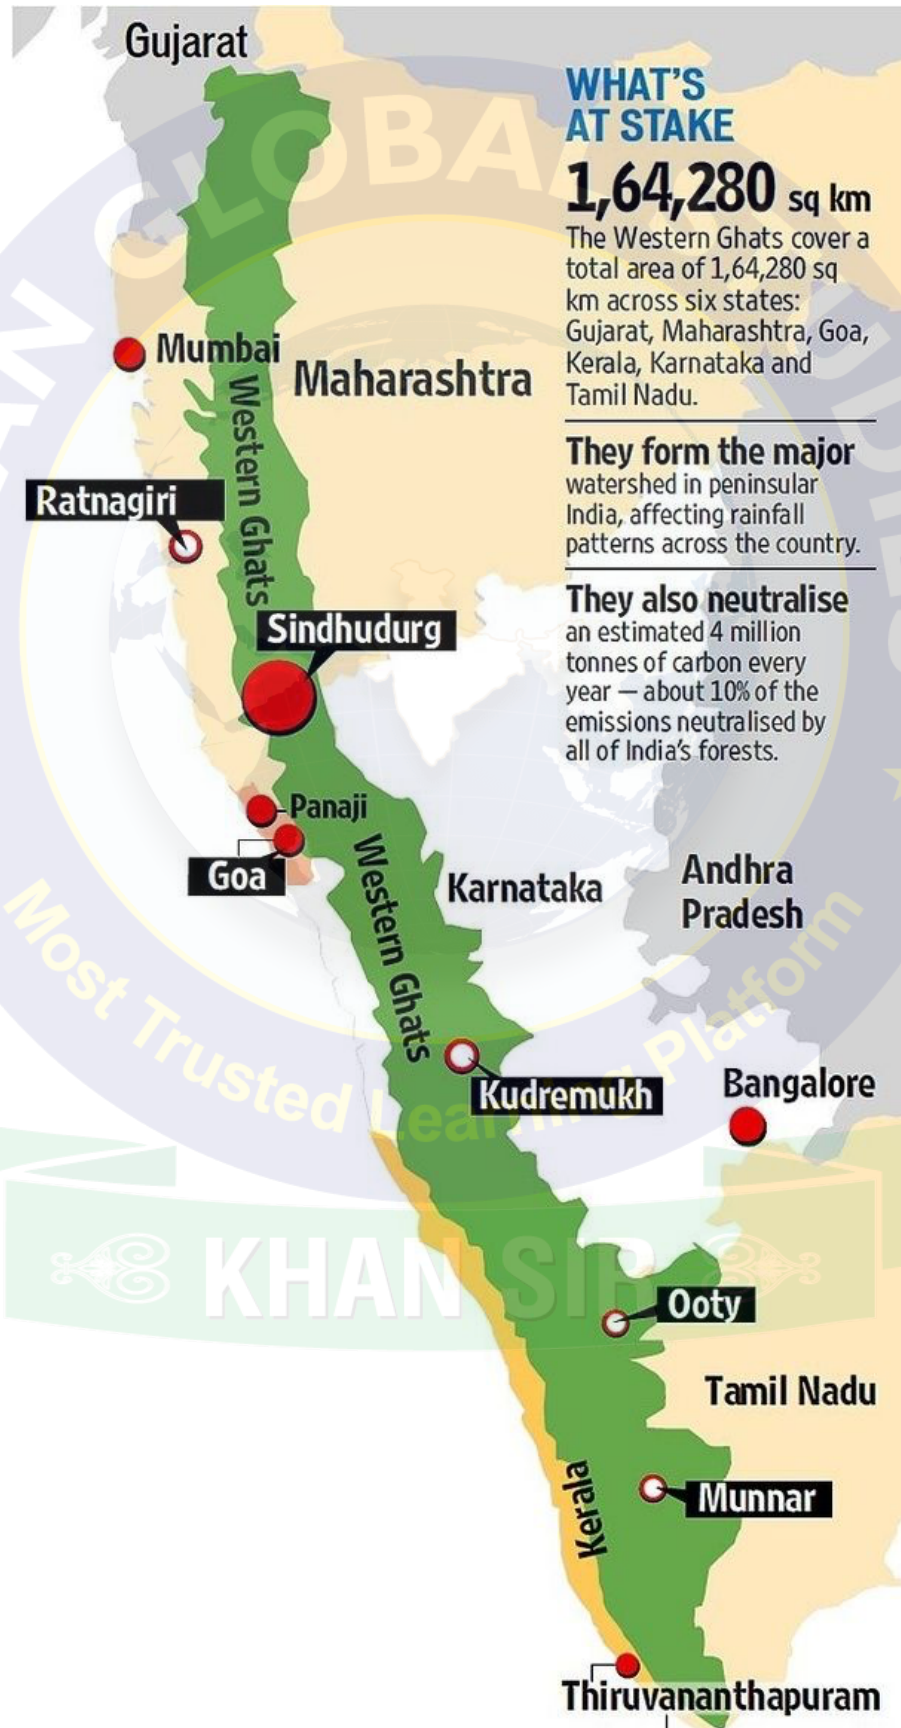 Gujarat
WHAT'S
AT STAKE
1,64,280 sq km
The Western Ghats cover a
total area of 1,64,280 sq
km across six states:
Gujarat, Maharashtra, Goa,
Kerala, Karnataka and
Tamil Nadu.
They form the major
watershed in peninsular
India, affecting rainfall
patterns across the country.
They also neutralise
an estimated 4 million
tonnes of carbon every
year — about 10% of the
emissions neutralised by
all of India's forests.
Mumbai
Maharashtra
Western Ghats
Ratnagiri
Sindhudurg
Panaji
Goa
Western Ghats
Karnataka
Andhra
Pradesh
Kudremukh
Bangalore
Ooty
Tamil Nadu
Munnar
Kerala
Thiruvananthapuram
GLOBAL
Most Trusted Learning Platform
KHAN SIR